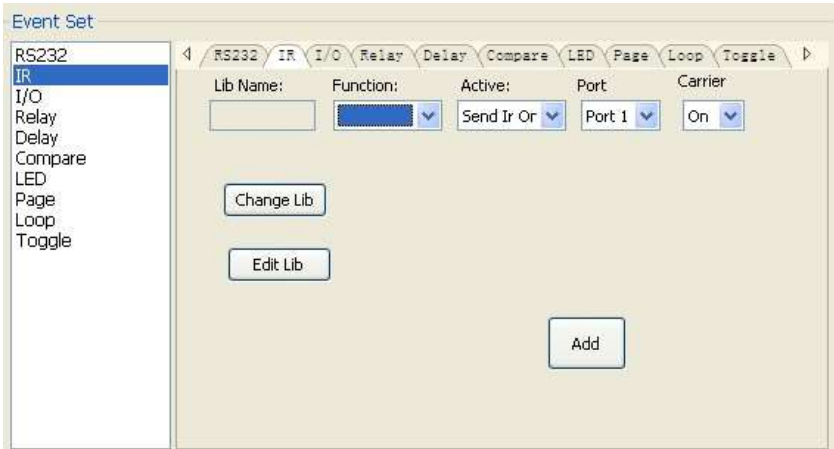 Event Set
RS232
IR
I/O
Relay
Delay
Compare
LED
Page
Loop
Toggle
RS232 IR I/O Relay Delay Compare LED Page Loop Toggle
Lib Name: Function: Active: Port Carrier
Send Ir Or Port 1 On
Change Lib
Edit Lib
Add